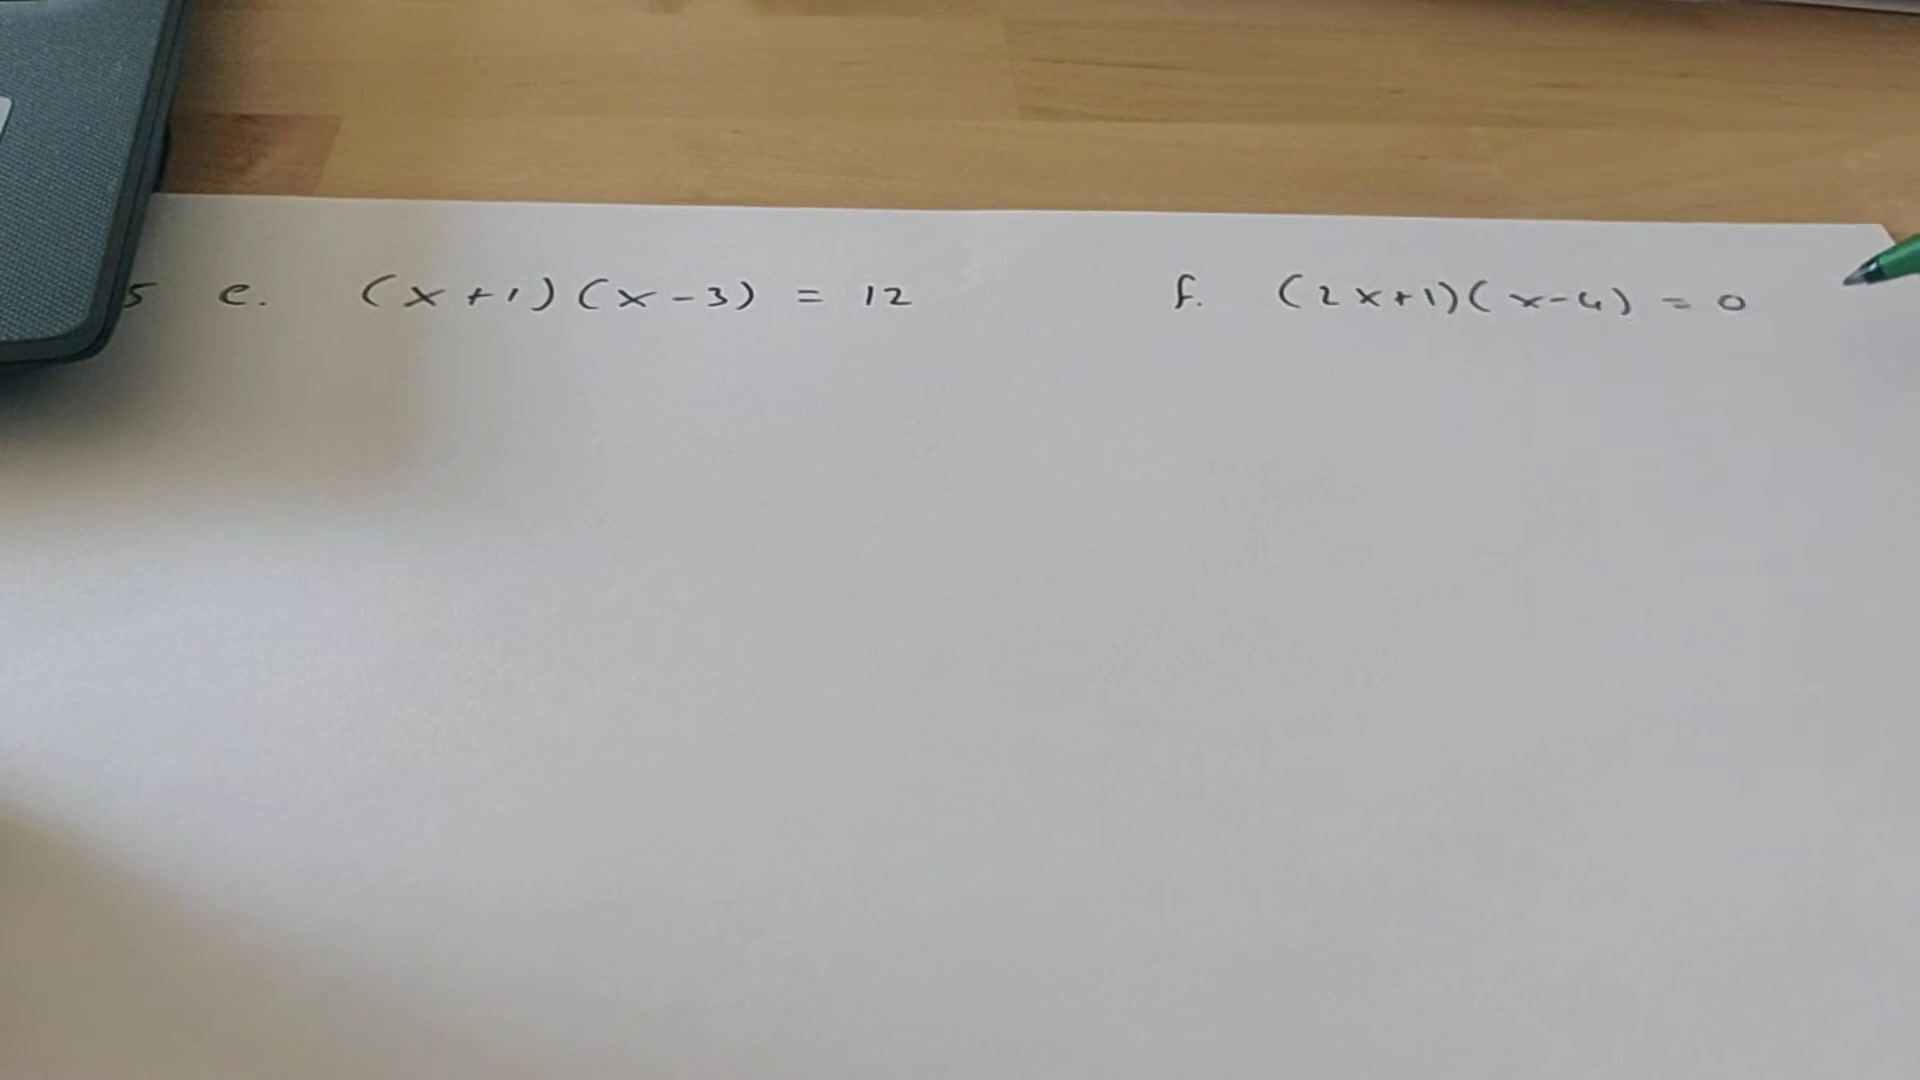 5 e. (x+1)(x-3) = 12 f. (2x+1)(x-4) = 0